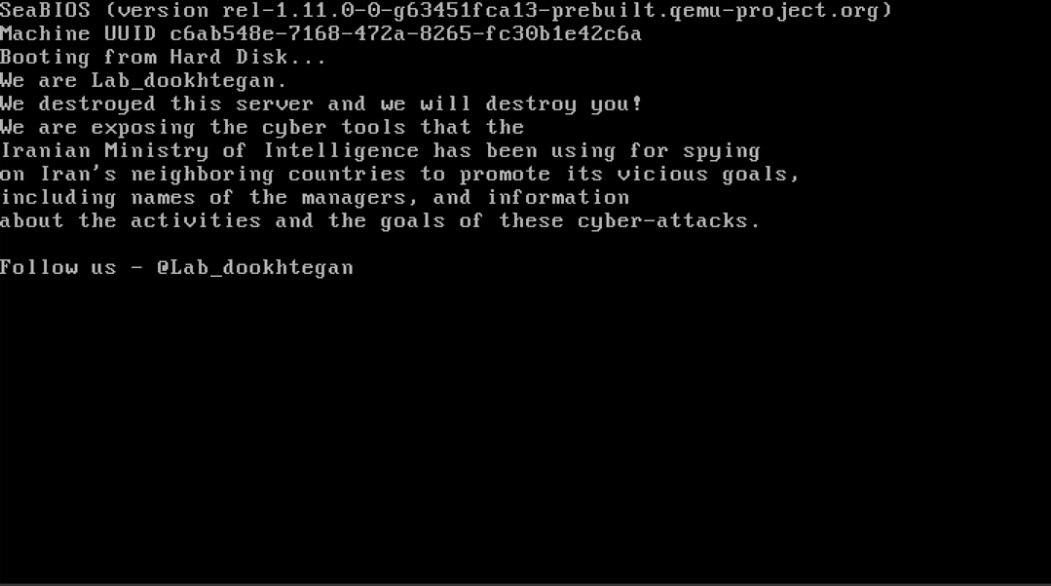 SeaBIOS (version rel-1.11.0-0-g63451fca13-prebuilt.qemu-project.org)
Machine UUID c6ab548e-7168-472a-8265-fc30b1e42c6a
Booting from Hard Disk...
We are Lab_dookhtegan.
We destroyed this server and we will destroy you!
We are exposing the cyber tools that the
Iranian Ministry of Intelligence has been using for spying
on Iran's neighboring countries to promote its vicious goals,
including names of the managers, and information
about the activities and the goals of these cyber-attacks.
Follow us - @Lab_dookhtegan